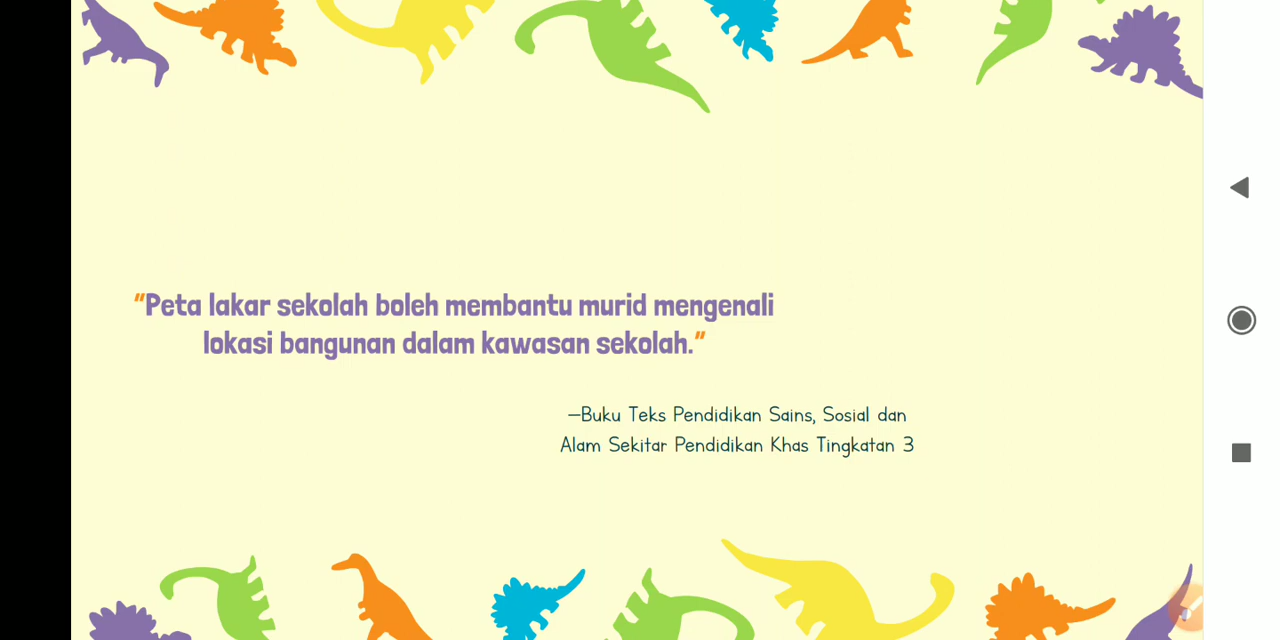 "Peta lakar sekolah boleh membantu murid mengenali
lokasi bangunan dalam kawasan sekolah."
—Buku Teks Pendidikan Sains, Sosial dan
Alam Sekitar Pendidikan Khas Tingkatan 3